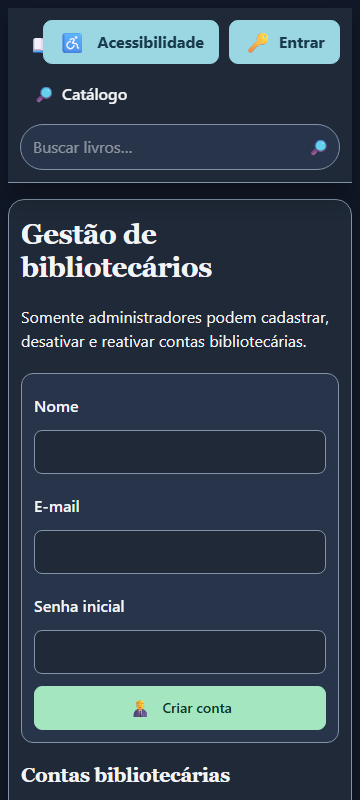 Acessibilidade
Entrar
Catálogo
Buscar livros...
Gestão de
bibliotecários
Somente administradores podem cadastrar,
desativar e reativar contas bibliotecárias.
Nome
E-mail
Senha inicial
Criar conta
Contas bibliotecárias